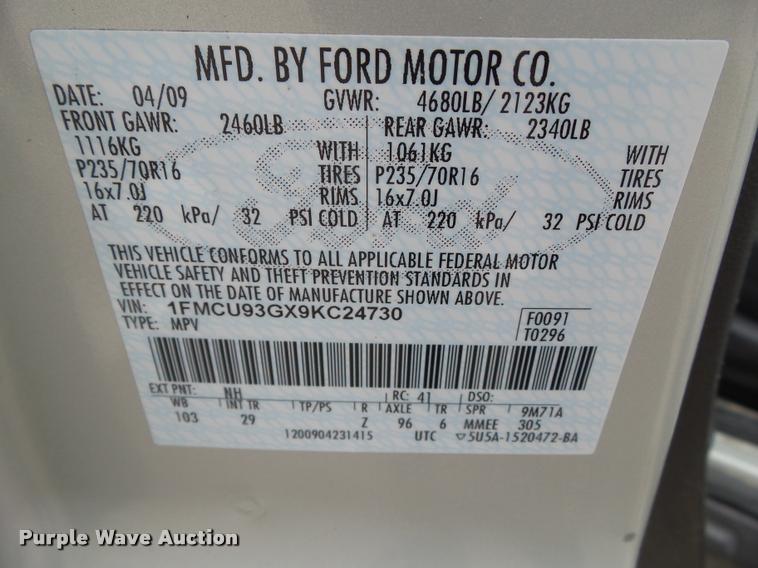 MFD. BY FORD MOTOR CO.
DATE: 04/09 GVWR: 4680LB/ 2123KG
FRONT GAWR: 2460LB REAR GAWR: 2340LB
1116KG WITH 1061KG WITH
P235/70R16 TIRES P235/70R16 TIRES
16x7.0J RIMS 16x7.0J RIMS
AT 220 kPa/ 32 PSI COLD AT 220 kPa/ 32 PSI COLD
THIS VEHICLE CONFORMS TO ALL APPLICABLE FEDERAL MOTOR
VEHICLE SAFETY AND THEFT PREVENTION STANDARDS IN
EFFECT ON THE DATE OF MANUFACTURE SHOWN ABOVE.
VIN: 1FMCU93GX9KC24730 F0091
TYPE: MPV T0296
EXT PNT: NH RC: 41 DSO:
WB INT TR TP/PS R AXLE TR SPR 9M71A
103 29 Z 96 6 MMEE 305
1200904231415 UTC ▽5U5A-1520472-BA
Purple Wave Auction